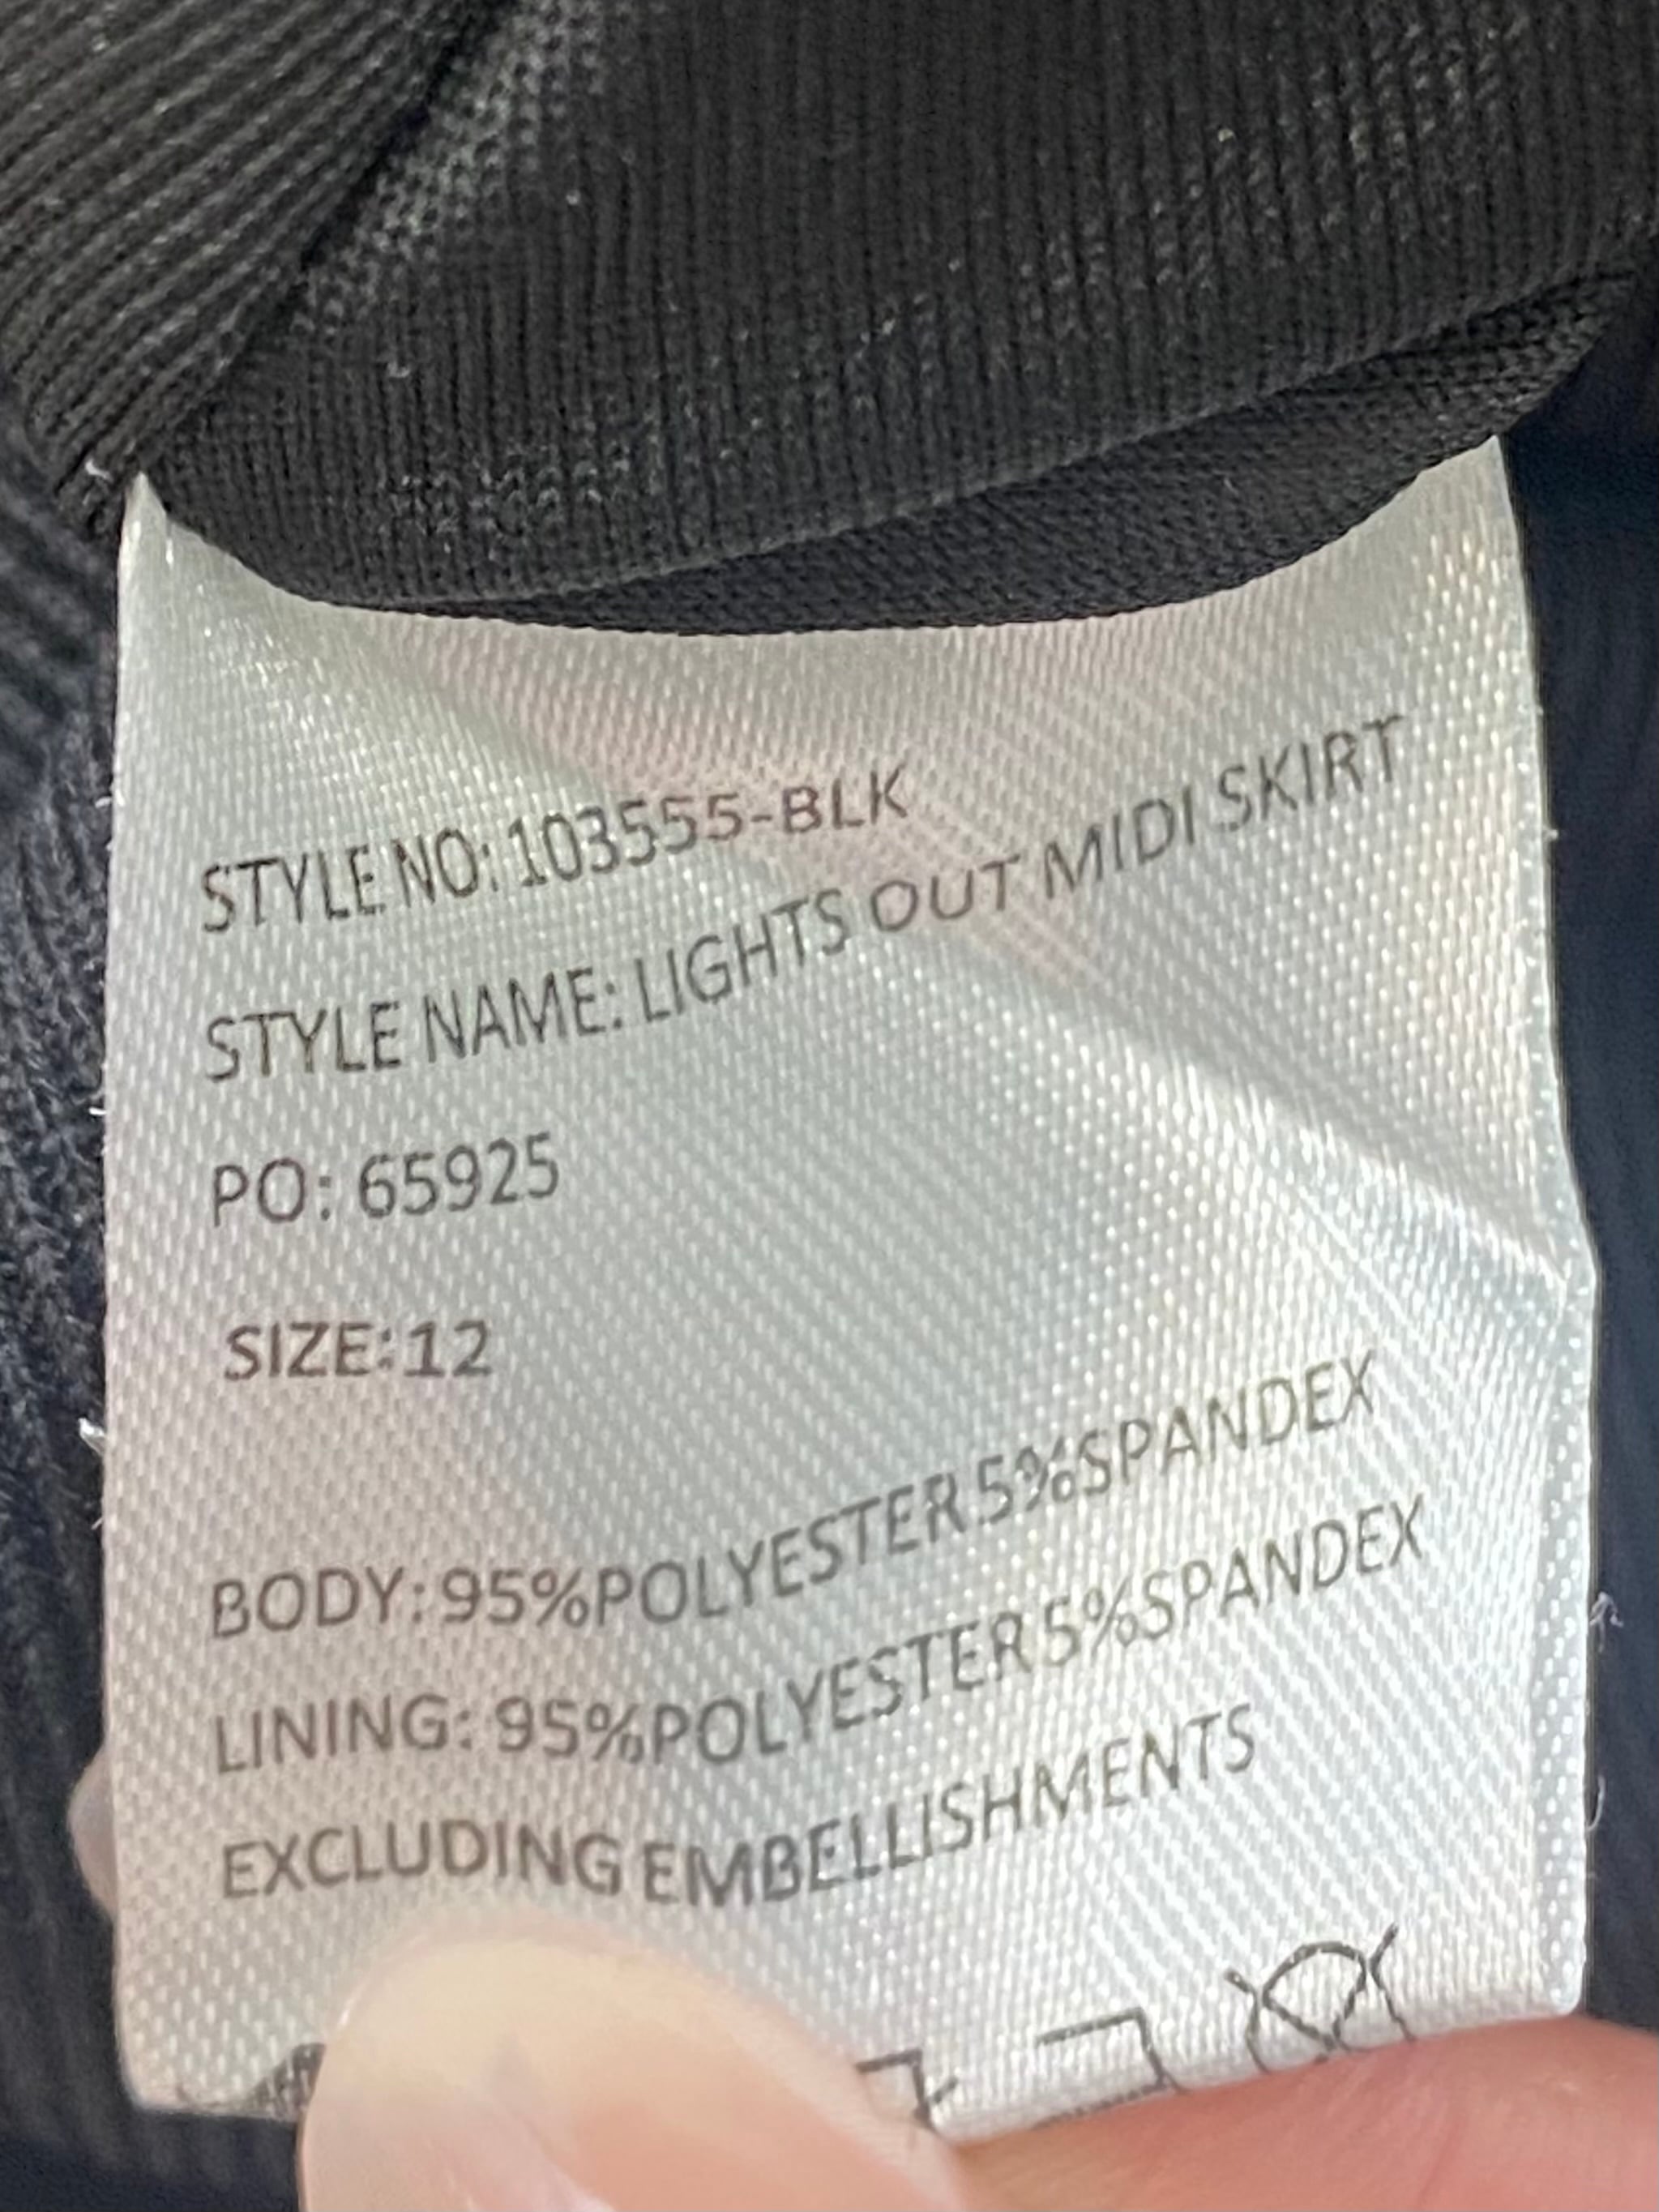 STYLE NO: 103555-BLK
STYLE NAME: LIGHTS OUT MIDI SKIRT
PO: 65925
SIZE:12
BODY:95%POLYESTER 5%SPANDEX
LINING: 95%POLYESTER 5%SPANDEX
EXCLUDING EMBELLISHMENTS